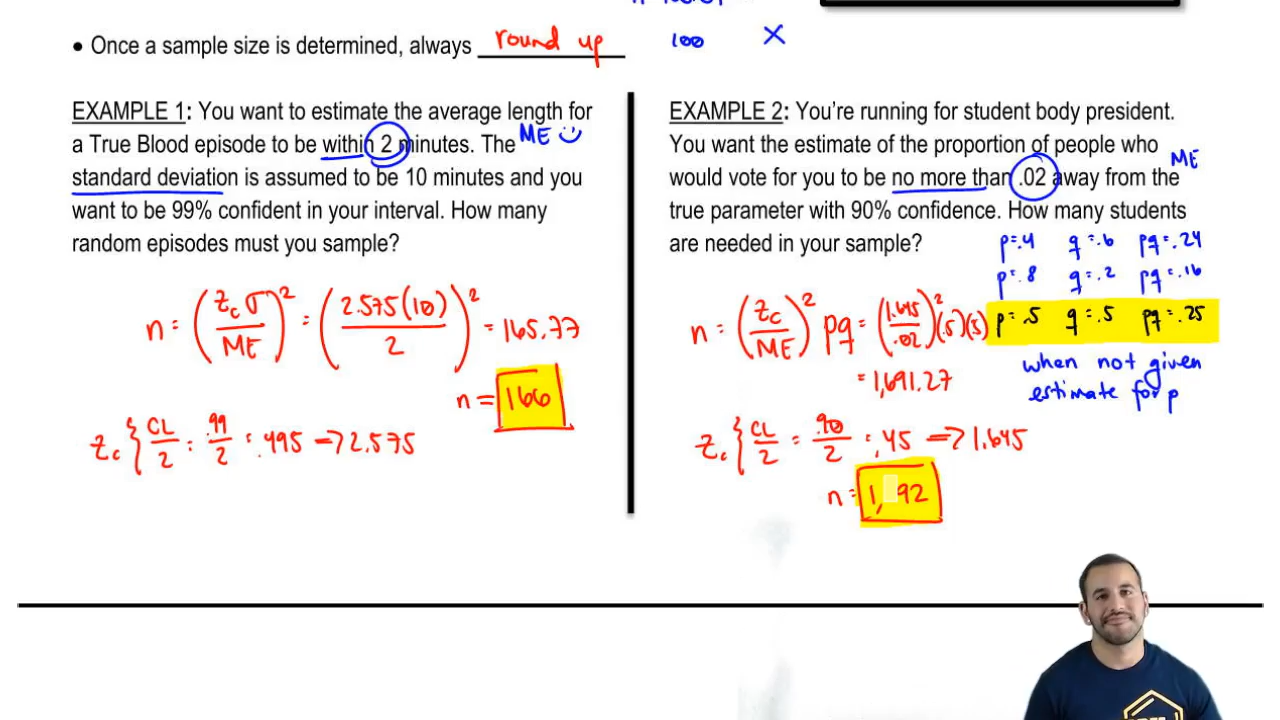 • Once a sample size is determined, always round up
100 X
EXAMPLE 1: You want to estimate the average length for
a True Blood episode to be within 2 minutes. The
ME
standard deviation is assumed to be 10 minutes and you
want to be 99% confident in your interval. How many
random episodes must you sample?
n = (Zc σ / ME)² = (2.575(10) / 2)² = 165.77
n = 166
Zc { CL/2 = .99/2 = .495 => 2.575
EXAMPLE 2: You're running for student body president.
You want the estimate of the proportion of people who
ME
would vote for you to be no more than .02 away from the
true parameter with 90% confidence. How many students
are needed in your sample?
p=.4 q=.6 pq=.24
p=.8 q=.2 pq=.16
p=.5 q=.5 pq=.25
when not given
estimate for p
n = (Zc / ME)² pq = (1.645 / .02)² (.5)(.5)
= 1,691.27
Zc { CL/2 = .90/2 = .45 => 1.645
n = 1, 92